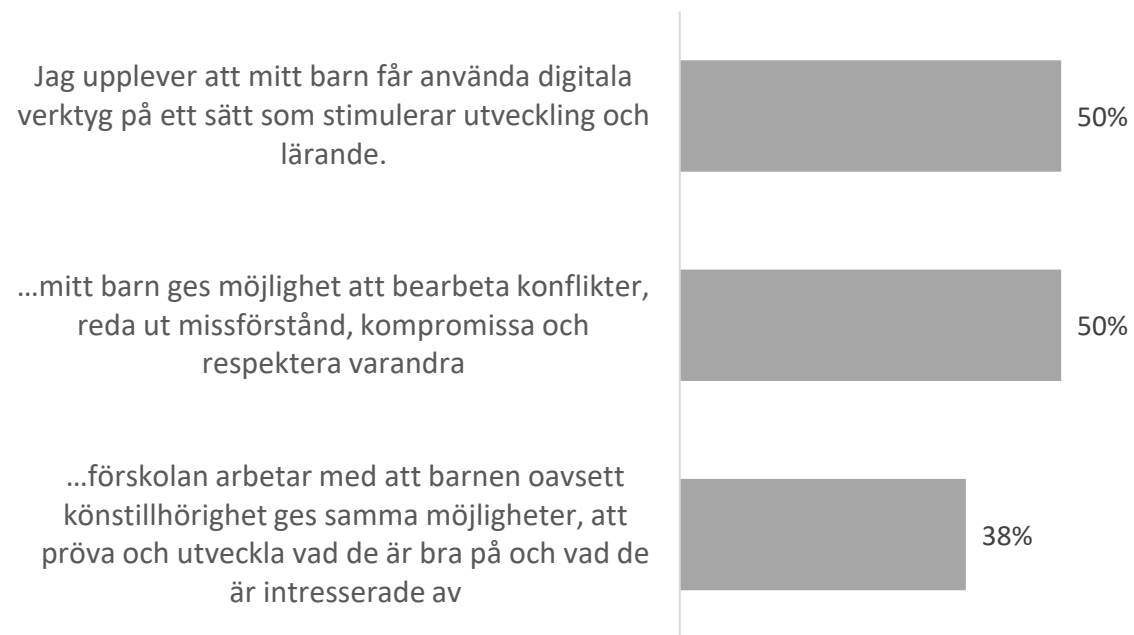 Jag upplever att mitt barn får använda digitala
verktyg på ett sätt som stimulerar utveckling och
lärande.
50%
…mitt barn ges möjlighet att bearbeta konflikter,
reda ut missförstånd, kompromissa och
respektera varandra
50%
…förskolan arbetar med att barnen oavsett
könstillhörighet ges samma möjligheter, att
pröva och utveckla vad de är bra på och vad de
är intresserade av
38%